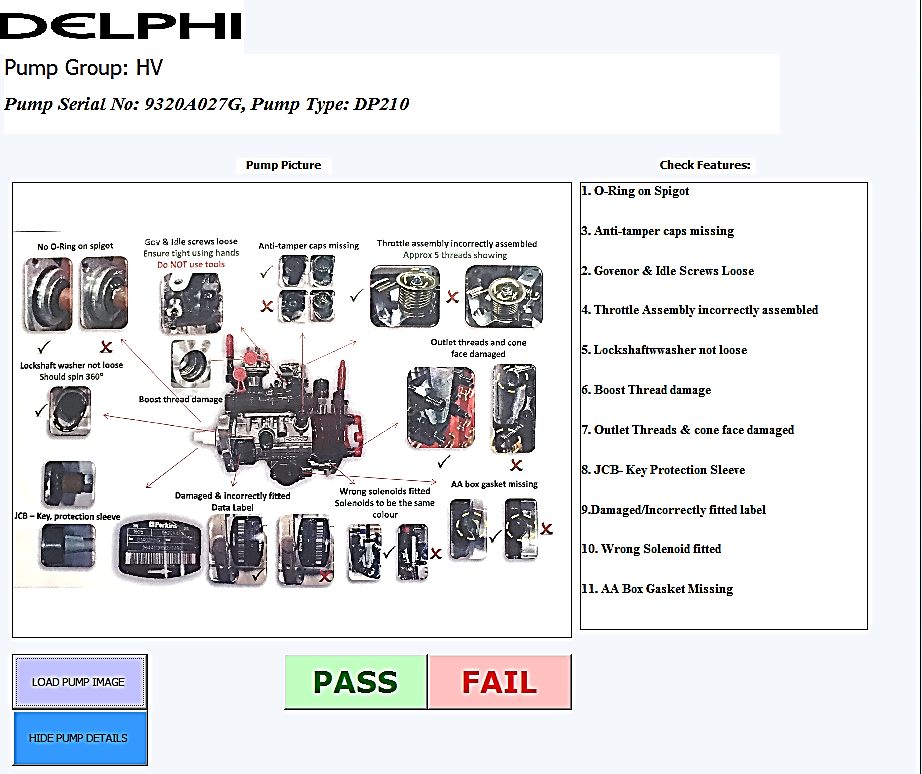 DELPHI
Pump Group: HV
Pump Serial No: 9320A027G, Pump Type: DP210
Pump Picture
Check Features:
No O-Ring on spigot
Gov & Idle screws loose
Ensure tight using hands
Do NOT use tools
Anti-tamper caps missing
Throttle assembly incorrectly assembled
Approx 5 threads showing
Lockshaft washer not loose
Should spin 360°
Boost thread damage
Outlet threads and cone
face damaged
JCB – Key, protection sleeve
Damaged & incorrectly fitted
Data Label
Perkins
Wrong solenoids fitted
Solenoids to be the same
colour
AA box gasket missing
1. O-Ring on Spigot
3. Anti-tamper caps missing
2. Govenor & Idle Screws Loose
4. Throttle Assembly incorrectly assembled
5. Lockshaftwwasher not loose
6. Boost Thread damage
7. Outlet Threads & cone face damaged
8. JCB- Key Protection Sleeve
9.Damaged/Incorrectly fitted label
10. Wrong Solenoid fitted
11. AA Box Gasket Missing
LOAD PUMP IMAGE
PASS
FAIL
HIDE PUMP DETAILS